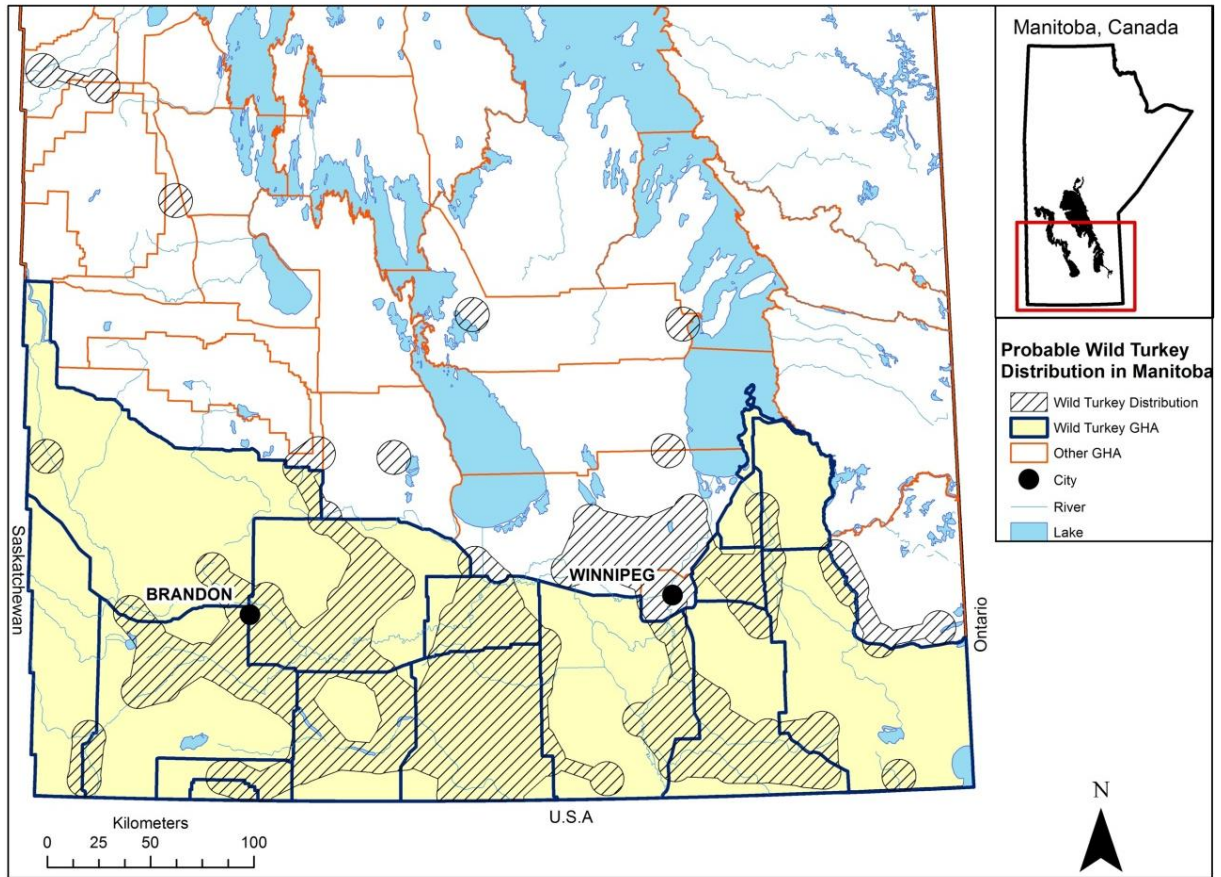 Manitoba, Canada
Probable Wild Turkey
Distribution in Manitoba
Wild Turkey Distribution
Wild Turkey GHA
Other GHA
City
River
Lake
BRANDON
WINNIPEG
Saskatchewan
Ontario
U.S.A
Kilometers
0 25 50 100
N